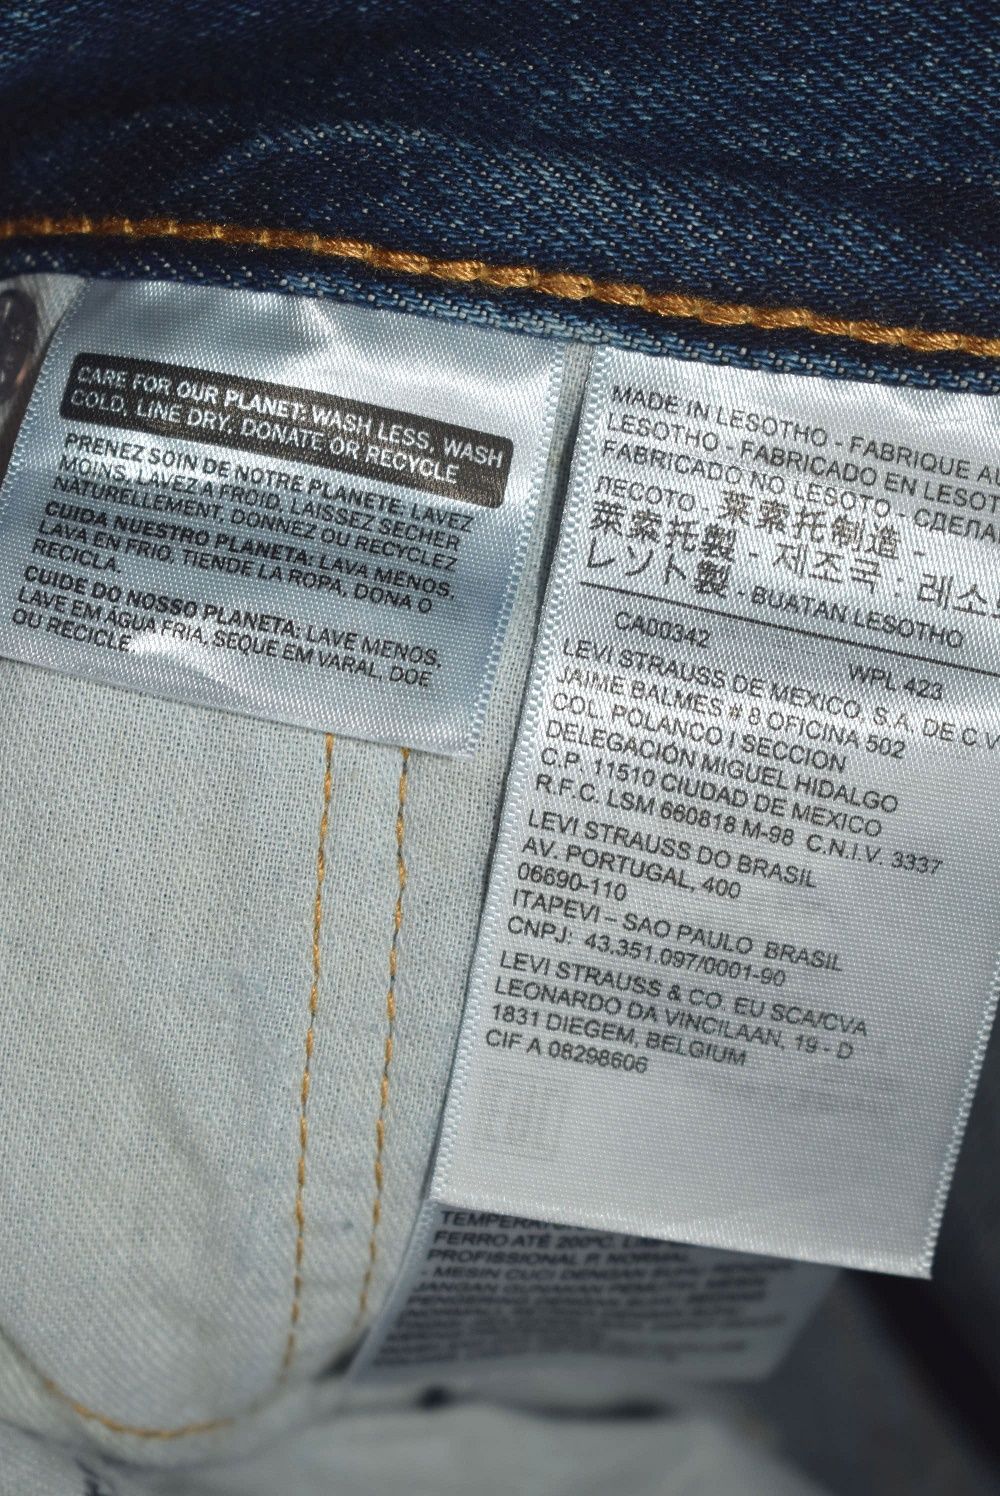 CARE FOR OUR PLANET: WASH LESS, WASH
COLD, LINE DRY, DONATE OR RECYCLE
PRENEZ SOIN DE NOTRE PLANETE: LAVEZ
MOINS, LAVEZ A FROID, LAISSEZ SECHER
NATURELLEMENT, DONNEZ OU RECYCLEZ
CUIDA NUESTRO PLANETA: LAVA MENOS,
LAVA EN FRIO, TIENDE LA ROPA, DONA O
RECICLA.
CUIDE DO NOSSO PLANETA: LAVE MENOS.
LAVE EM ÁGUA FRIA, SEQUE EM VARAL, DOE
OU RECICLE.
MADE IN LESOTHO - FABRIQUE AU
LESOTHO - FABRICADO EN LESOT
FABRICADO NO LESOTO - СДЕЛА
ЛЕСОТО - 莱索托制造 -
萊索托製 - 제조국 : 레소
レソト製 - BUATAN LESOTHO
CA00342 WPL 423
LEVI STRAUSS DE MEXICO, S.A. DE C.V
JAIME BALMES # 8 OFICINA 502
COL. POLANCO I SECCION
DELEGACIÓN MIGUEL HIDALGO
C.P. 11510 CIUDAD DE MEXICO
R.F.C. LSM 660818 M-98 C.N.I.V. 3337
LEVI STRAUSS DO BRASIL
AV. PORTUGAL, 400
06690-110
ITAPEVI – SAO PAULO BRASIL
CNPJ: 43.351.097/0001-90
LEVI STRAUSS & CO. EU SCA/CVA
LEONARDO DA VINCILAAN, 19 - D
1831 DIEGEM, BELGIUM
CIF A 08298606
FERRO ATÉ 200ºC.
PROFISSIONAL P. NORMAL
MESIN CUCI DENGAN
JANGAN GUNAKAN